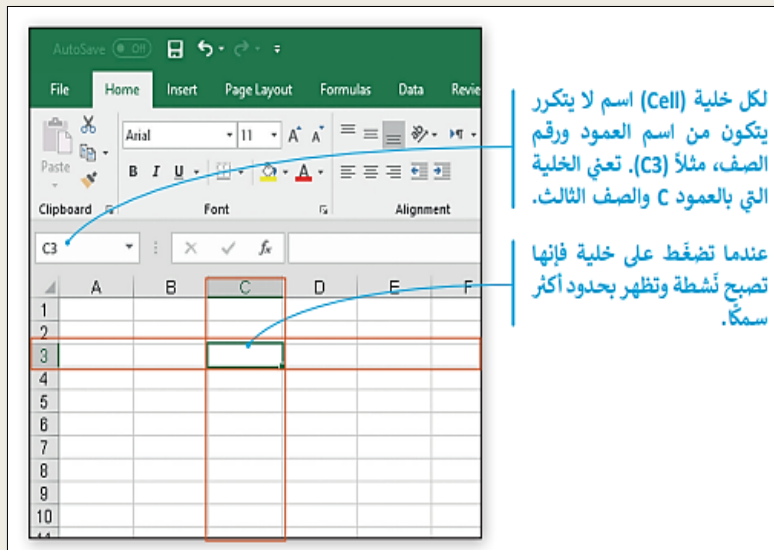 AutoSave Off
File Home Insert Page Layout Formulas Data Revie
Arial 11 A A
Paste
B I U A
Clipboard Font Alignment
C3 fx
A B C D E F
1
2
3
4
5
6
7
8
9
10
11
لكل خلية (Cell) اسم لا يتكرر
يتكون من اسم العمود ورقم
الصف، مثلاً (C3). تعني الخلية
التي بالعمود C والصف الثالث.
عندما تضغَط على خلية فإنها
تصبح نَشطة وتظهر بحدود أكثر
سمكًا.